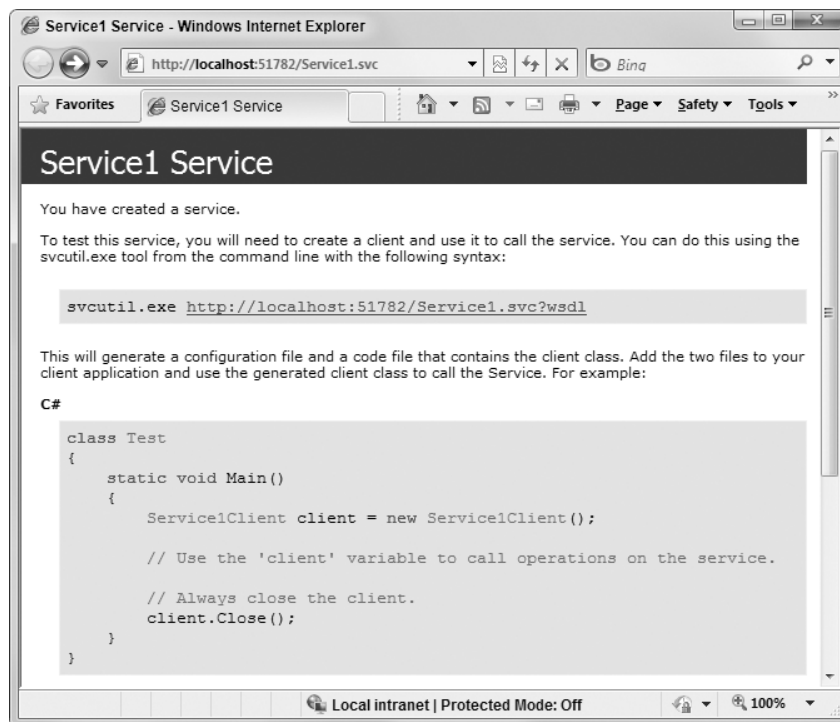 Service1 Service - Windows Internet Explorer
http://localhost:51782/Service1.svc
Bing
Favorites
Service1 Service
Page
Safety
Tools
»
Service1 Service
You have created a service.
To test this service, you will need to create a client and use it to call the service. You can do this using the
svcutil.exe tool from the command line with the following syntax:
svcutil.exe http://localhost:51782/Service1.svc?wsdl
This will generate a configuration file and a code file that contains the client class. Add the two files to your
client application and use the generated client class to call the Service. For example:
C#
class Test
{
    static void Main()
    {
        Service1Client client = new Service1Client();
        // Use the 'client' variable to call operations on the service.
        // Always close the client.
        client.Close();
    }
}
Local intranet | Protected Mode: Off
100%